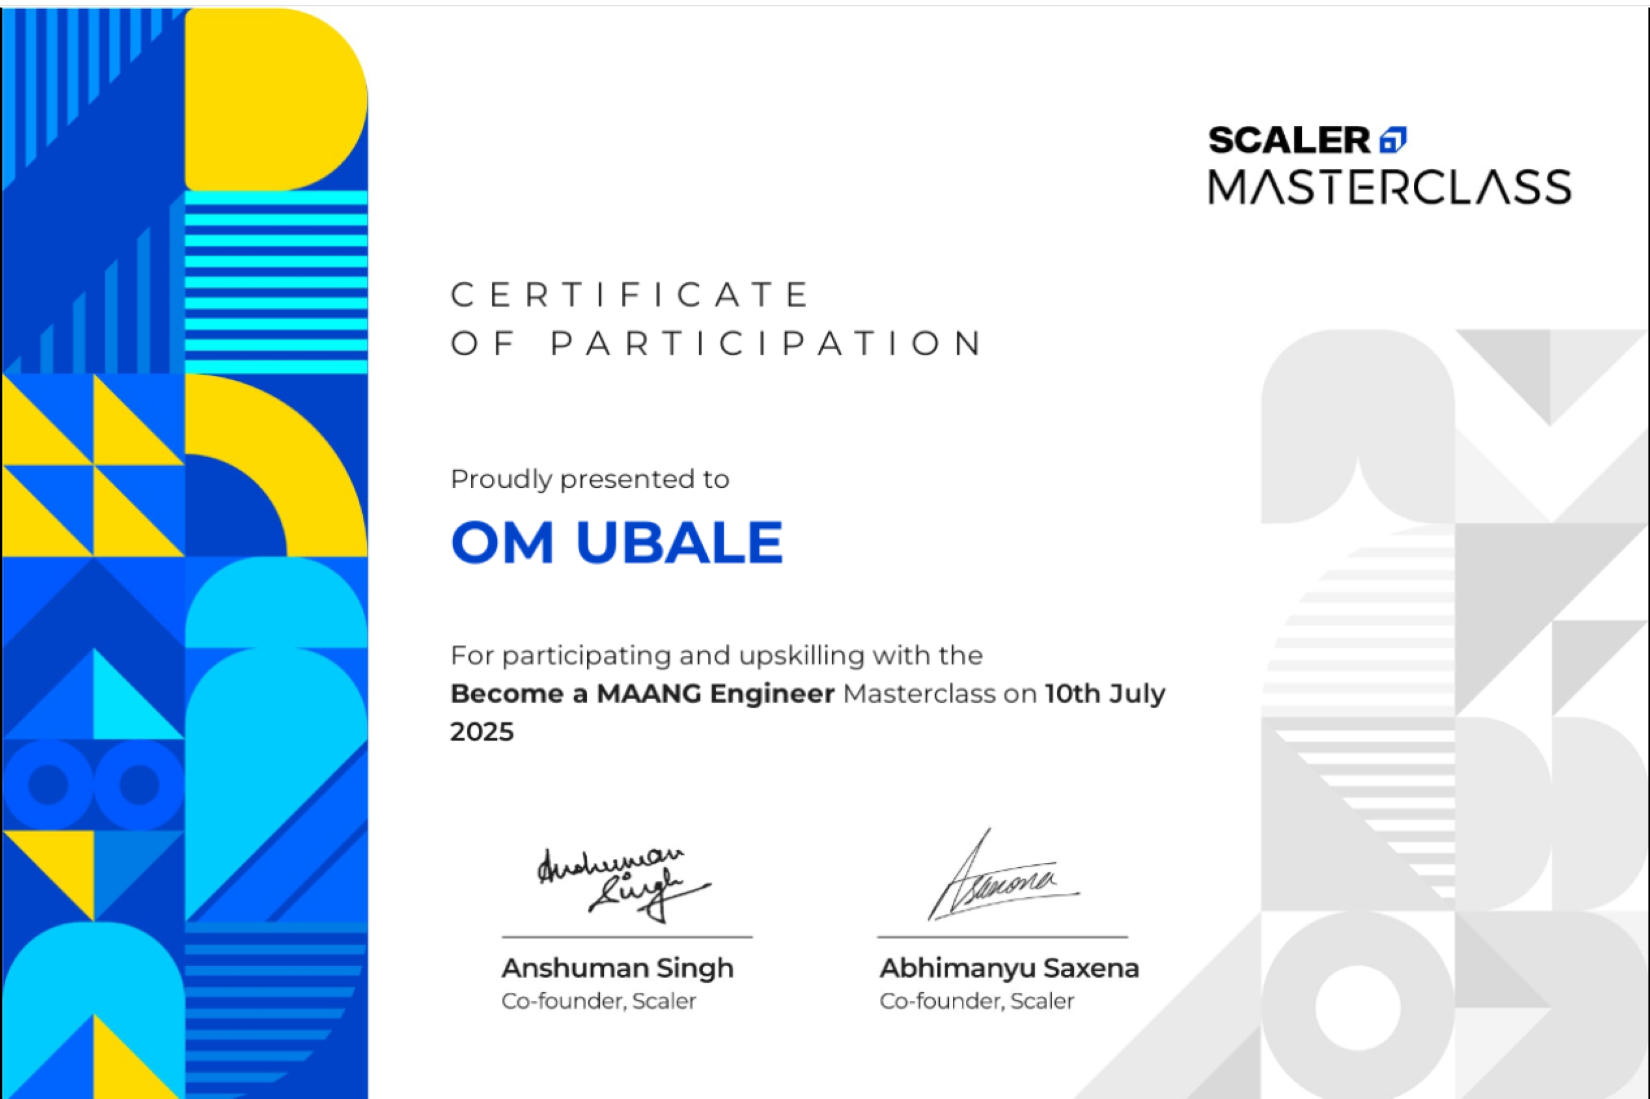 SCALER
MASTERCLASS
CERTIFICATE
OF PARTICIPATION
Proudly presented to
OM UBALE
For participating and upskilling with the
Become a MAANG Engineer Masterclass on 10th July
2025
Anshuman
Singh
Asaxena
Anshuman Singh
Co-founder, Scaler
Abhimanyu Saxena
Co-founder, Scaler